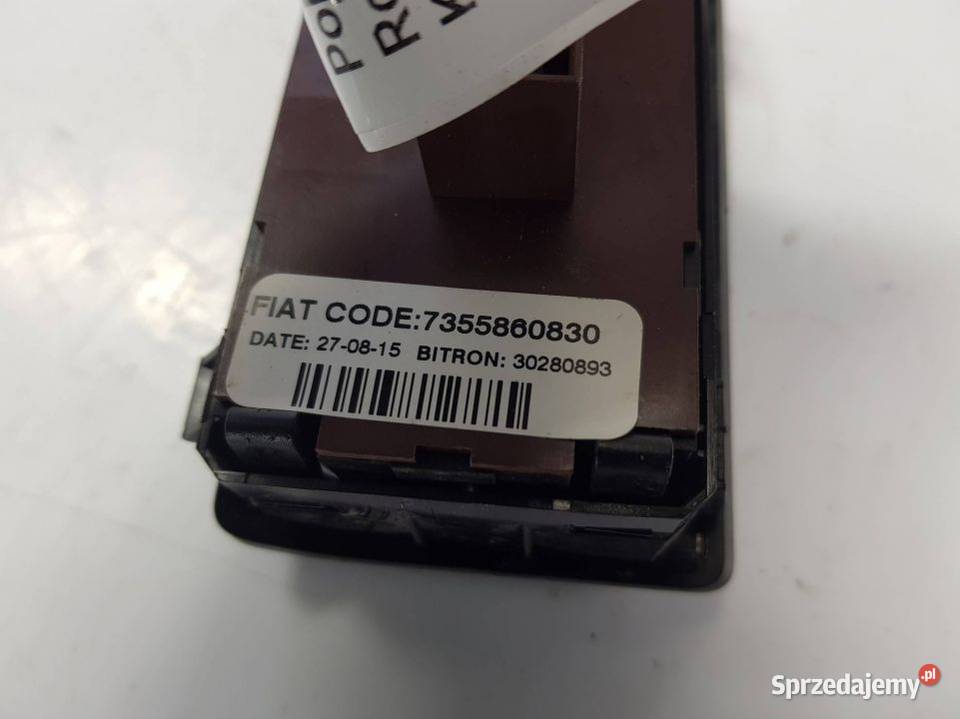 FIAT CODE:7355860830
DATE: 27-08-15 BITRON: 30280893
Sprzedajemy.pl